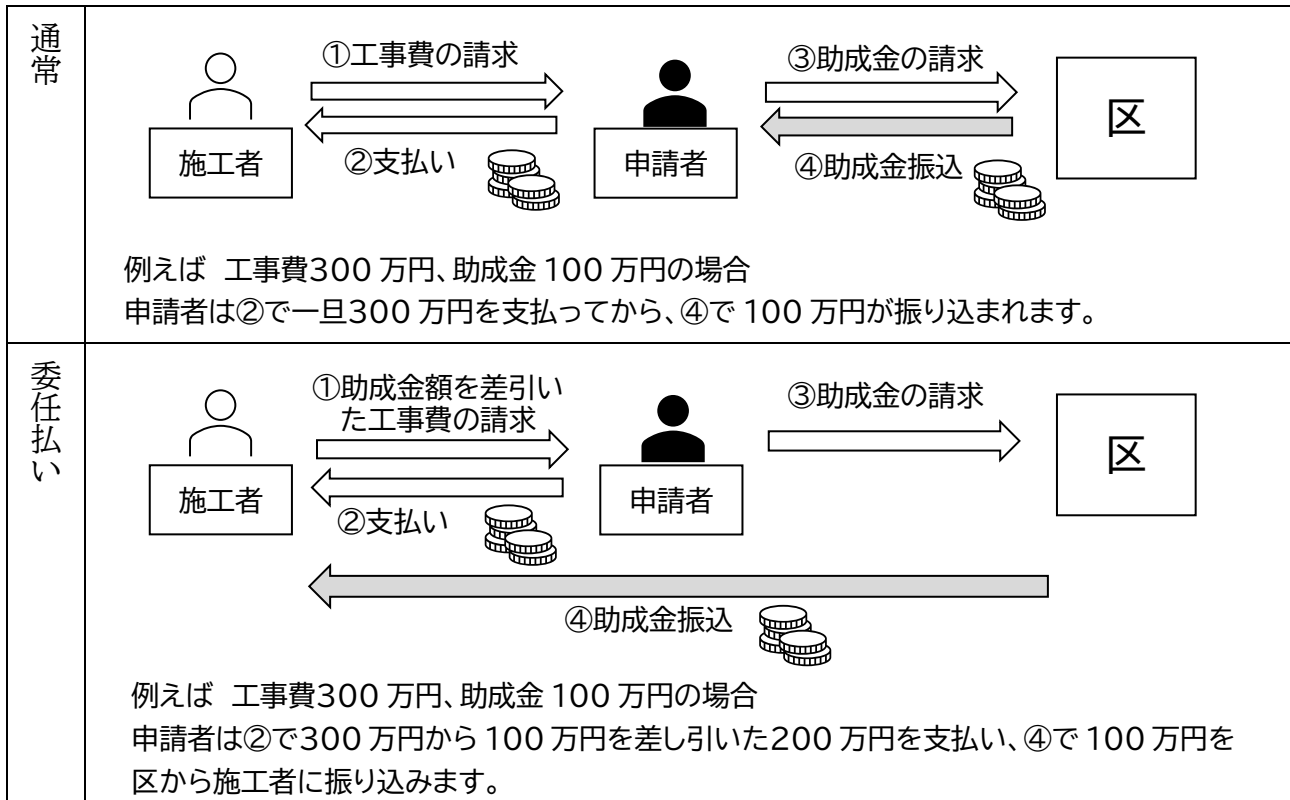 通常
①工事費の請求
③助成金の請求
区
施工者
②支払い
申請者
④助成金振込
例えば 工事費300万円、助成金100万円の場合
申請者は②で一旦300万円を支払ってから、④で100万円が振り込まれます。
委任払い
①助成金額を差引い
た工事費の請求
③助成金の請求
区
施工者
②支払い
申請者
④助成金振込
例えば 工事費300万円、助成金100万円の場合
申請者は②で300万円から100万円を差し引いた200万円を支払い、④で100万円を
区から施工者に振り込みます。